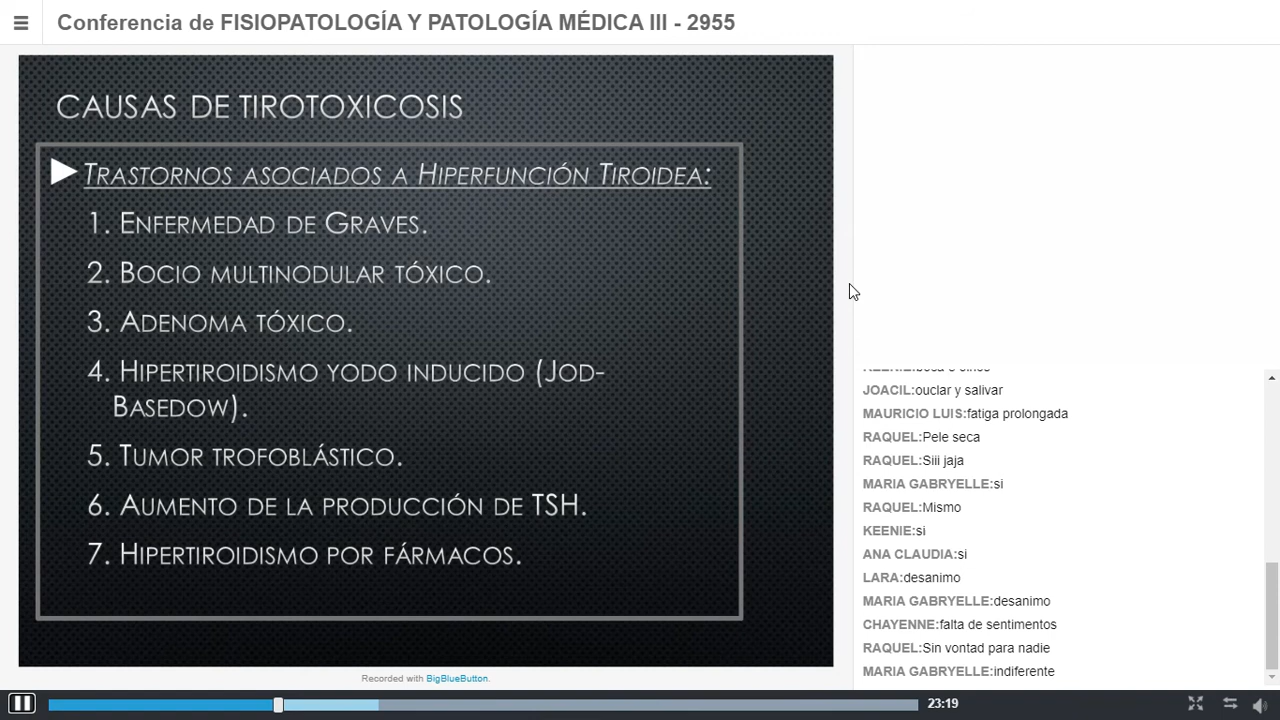 Conferencia de FISIOPATOLOGÍA Y PATOLOGÍA MÉDICA III - 2955
CAUSAS DE TIROTOXICOSIS
TRASTORNOS ASOCIADOS A HIPERFUNCIÓN TIROIDEA:
1. ENFERMEDAD DE GRAVES.
2. BOCIO MULTINODULAR TÓXICO.
3. ADENOMA TÓXICO.
4. HIPERTIROIDISMO YODO INDUCIDO (JOD-
BASEDOW).
5. TUMOR TROFOBLÁSTICO.
6. AUMENTO DE LA PRODUCCIÓN DE TSH.
7. HIPERTIROIDISMO POR FÁRMACOS.
Recorded with BigBlueButton.
JOACIL:ouclar y salivar
MAURICIO LUIS:fatiga prolongada
RAQUEL:Pele seca
RAQUEL:Siii jaja
MARIA GABRYELLE:si
RAQUEL:Mismo
KEENIE:si
ANA CLAUDIA:si
LARA:desanimo
MARIA GABRYELLE:desanimo
CHAYENNE:falta de sentimentos
RAQUEL:Sin vontad para nadie
MARIA GABRYELLE:indiferente
23:19